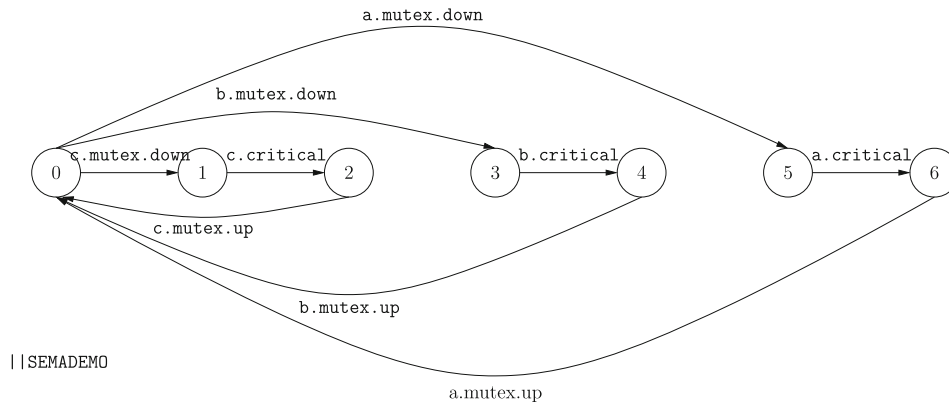 a.mutex.down
b.mutex.down
c.mutex.down c.critical b.critical a.critical
0 1 2 3 4 5 6
c.mutex.up
b.mutex.up
||SEMADEMO
a.mutex.up